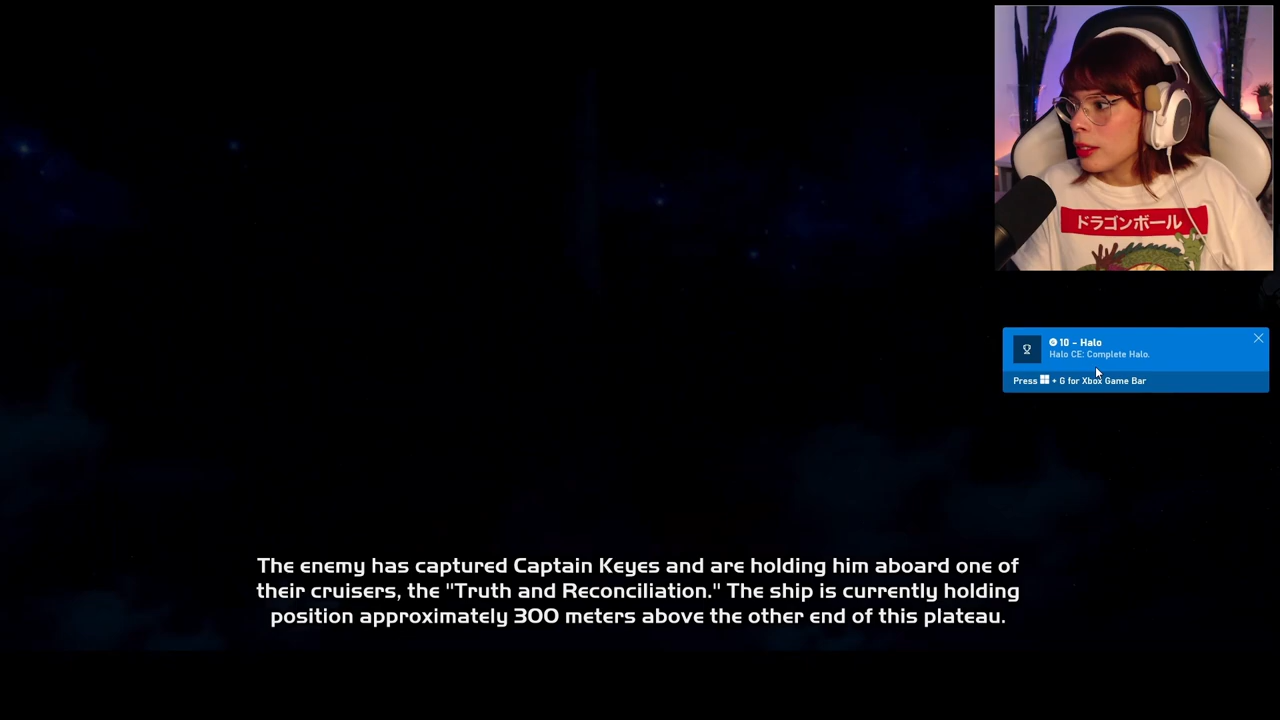 ドラゴンボール
10 - Halo
Halo CE: Complete Halo.
Press + G for Xbox Game Bar
The enemy has captured Captain Keyes and are holding him aboard one of
their cruisers, the "Truth and Reconciliation." The ship is currently holding
position approximately 300 meters above the other end of this plateau.